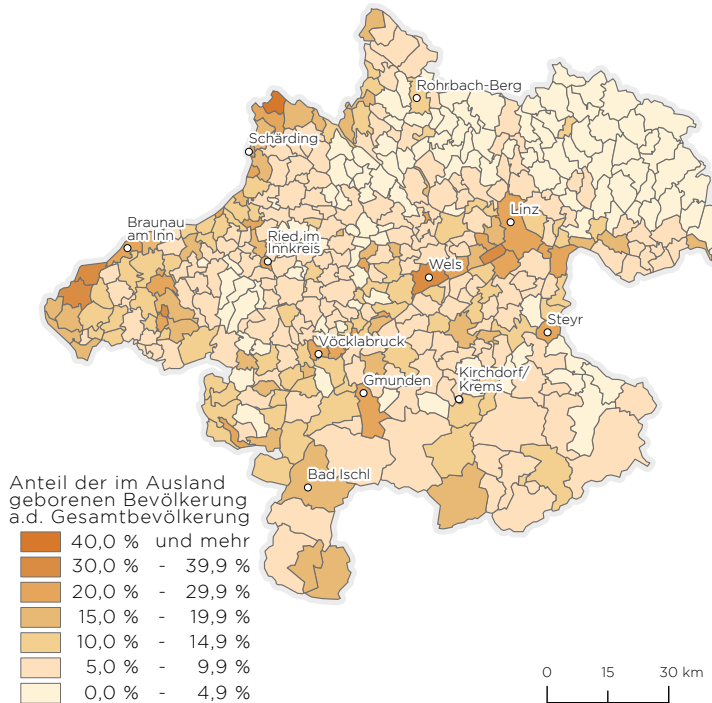 Rohrbach-Berg
Schärding
Linz
Braunau
am Inn
Ried im
Innkreis
Wels
Steyr
Vöcklabruck
Gmunden
Kirchdorf/
Krems
Bad Ischl
Anteil der im Ausland
geborenen Bevölkerung
a.d. Gesamtbevölkerung
40,0 % und mehr
30,0 % - 39,9 %
20,0 % - 29,9 %
15,0 % - 19,9 %
10,0 % - 14,9 %
5,0 % - 9,9 %
0,0 % - 4,9 %
0 15 30 km